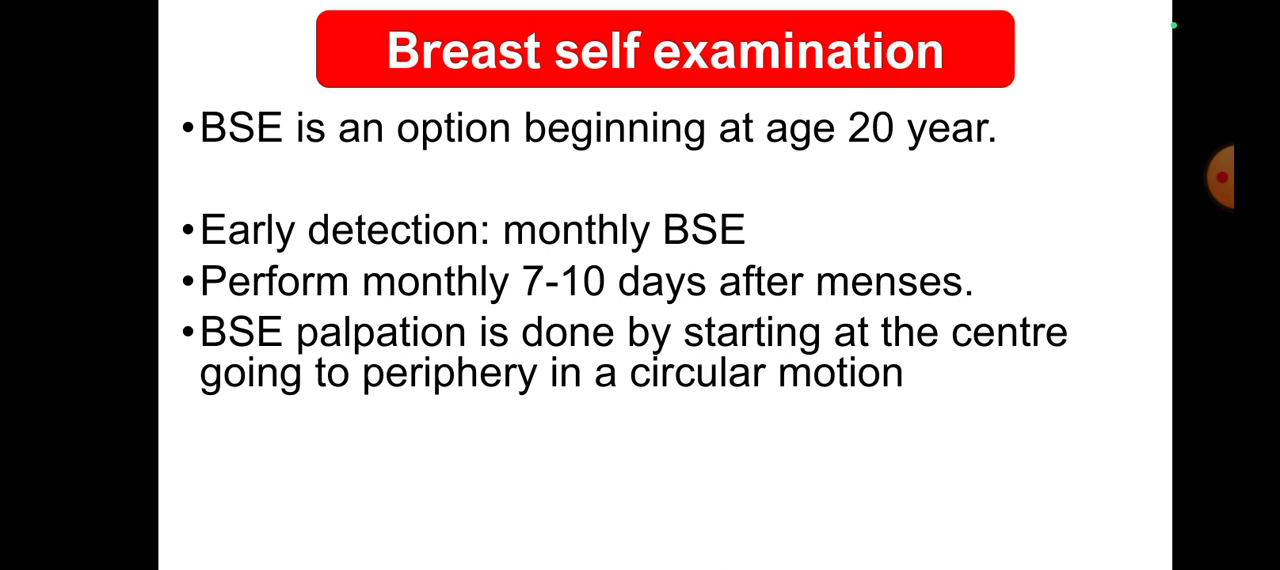 Breast self examination
•BSE is an option beginning at age 20 year.
•Early detection: monthly BSE
•Perform monthly 7-10 days after menses.
•BSE palpation is done by starting at the centre
going to periphery in a circular motion